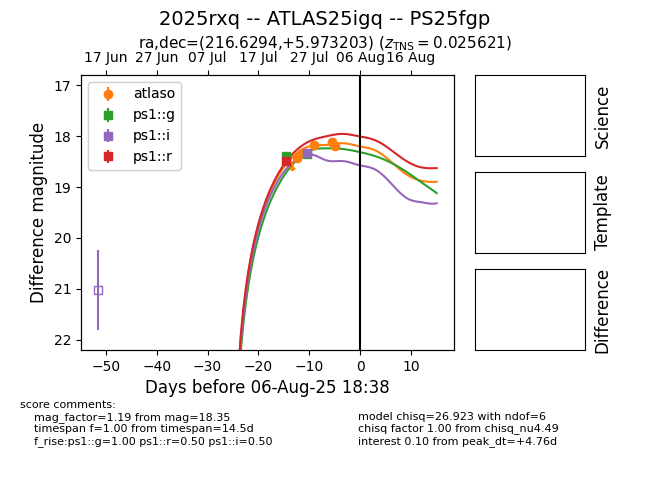 2025rxq -- ATLAS25igq -- PS25fgp
ra,dec=(216.6294,+5.973203) (z_TNS = 0.025621)
17 Jun 27 Jun 07 Jul 17 Jul 27 Jul 06 Aug 16 Aug
atlaso
ps1::g
ps1::i
ps1::r
17
18
19
20
21
22
Difference magnitude
−50 −40 −30 −20 −10 0 10
Days before 06-Aug-25 18:38
Science
Template
Difference
score comments:
mag_factor=1.19 from mag=18.35
timespan f=1.00 from timespan=14.5d
f_rise:ps1::g=1.00 ps1::r=0.50 ps1::i=0.50
model chisq=26.923 with ndof=6
chisq factor 1.00 from chisq_nu4.49
interest 0.10 from peak_dt=+4.76d